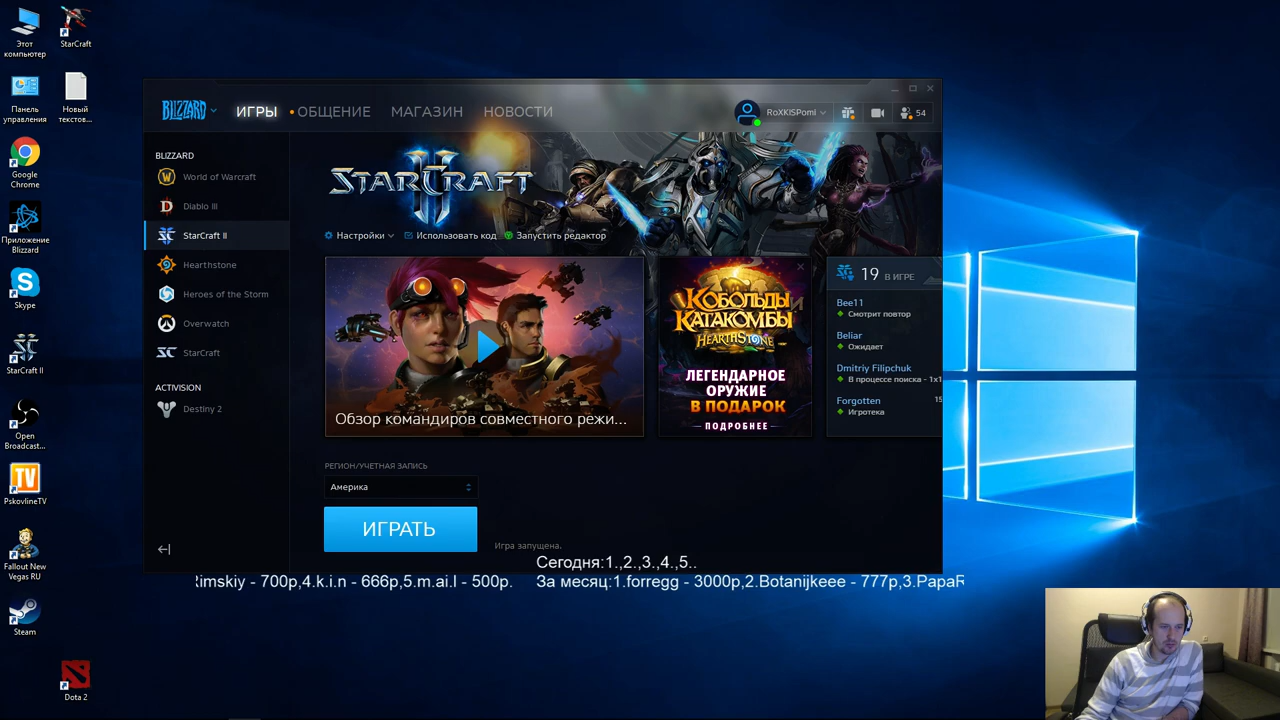 Этот
компьютер
StarCraft
Панель
управления
Новый
текстов...
Google
Chrome
Приложение
Blizzard
Skype
StarCraft II
Open
Broadcast...
TV
PskovlineTV
Fallout New
Vegas RU
Steam
Dota 2
BLIZZARD
ИГРЫ
ОБЩЕНИЕ
МАГАЗИН
НОВОСТИ
RoXKISPomi
54
BLIZZARD
World of Warcraft
Diablo III
StarCraft II
Hearthstone
Heroes of the Storm
Overwatch
StarCraft
ACTIVISION
Destiny 2
STARCRAFT II
Настройки
Использовать код
Запустить редактор
Обзор командиров совместного режи...
КОБОЛЬДЫ И
КАТАКОМБЫ
HEARTHSTONE
ЛЕГЕНДАРНОЕ
ОРУЖИЕ
В ПОДАРОК
ПОДРОБНЕЕ
19 В ИГРЕ
Bee11
Смотрит повтор
Beliar
Ожидает
Dmitriy Filipchuk
В процессе поиска - 1x1
Forgotten
15
Игротека
РЕГИОН/УЧЕТНАЯ ЗАПИСЬ
Америка
ИГРАТЬ
Игра запущена.
Сегодня:1.,2.,3.,4.,5..
imskiy - 700р,4.k.i.n - 666р,5.m.ai.l - 500р.
За месяц:1.forregg - 3000р,2.Botanijkeee - 777р,3.PapaR